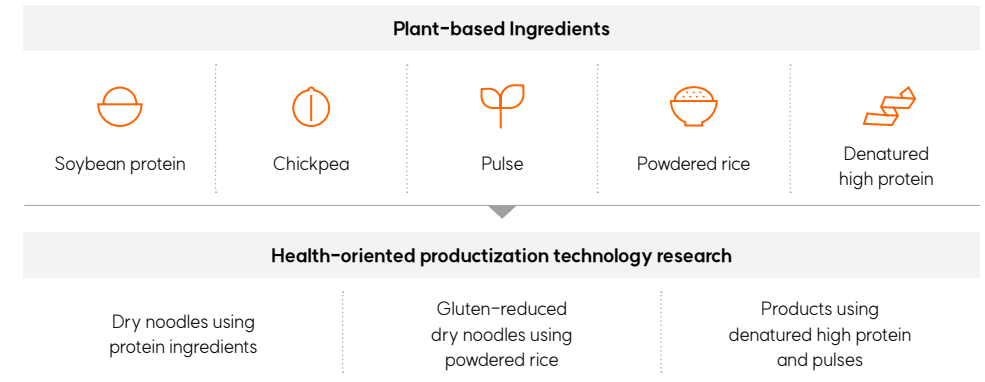 Plant-based Ingredients
Soybean protein
Chickpea
Pulse
Powdered rice
Denatured
high protein
Health-oriented productization technology research
Dry noodles using
protein ingredients
Gluten-reduced
dry noodles using
powdered rice
Products using
denatured high protein
and pulses